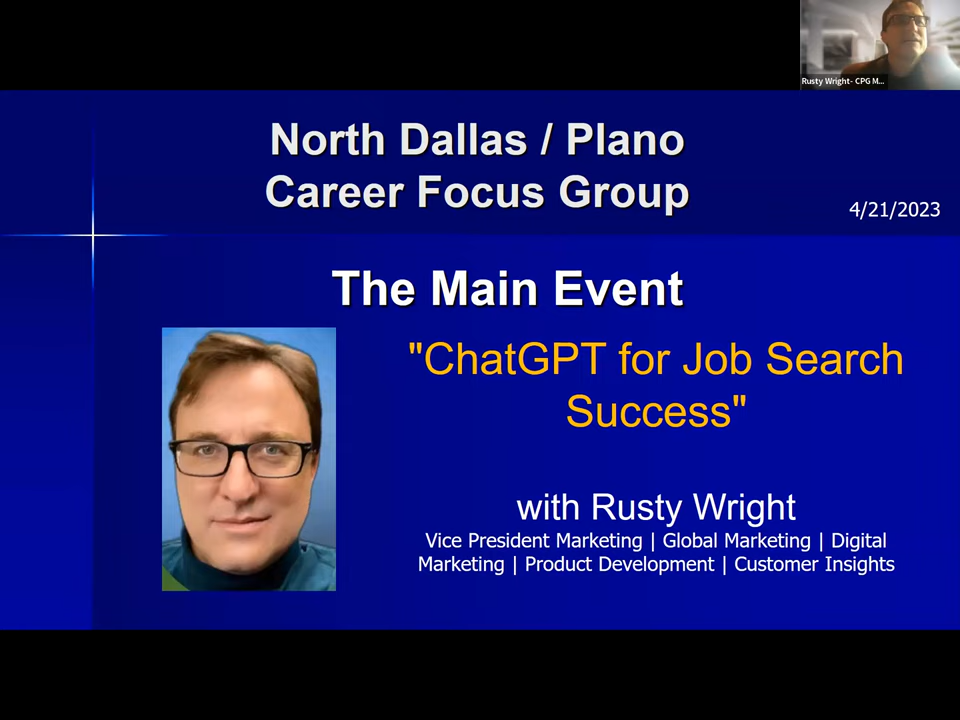 Rusty Wright- CPG M...
North Dallas / Plano
Career Focus Group
4/21/2023
The Main Event
"ChatGPT for Job Search
Success"
with Rusty Wright
Vice President Marketing | Global Marketing | Digital
Marketing | Product Development | Customer Insights